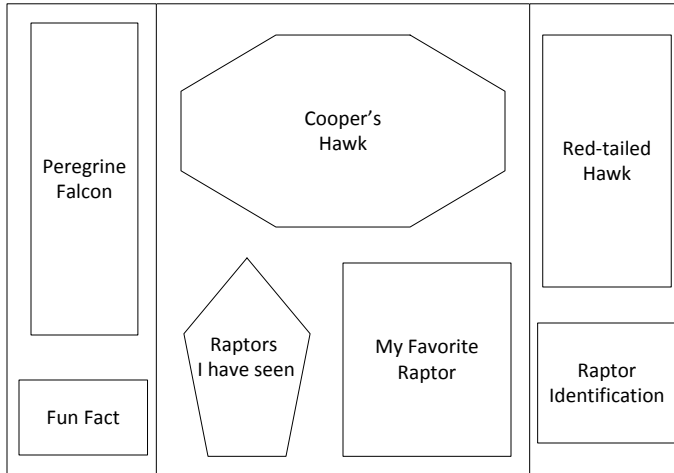 Peregrine
Falcon
Fun Fact
Cooper's
Hawk
Raptors
I have seen
My Favorite
Raptor
Red-tailed
Hawk
Raptor
Identification